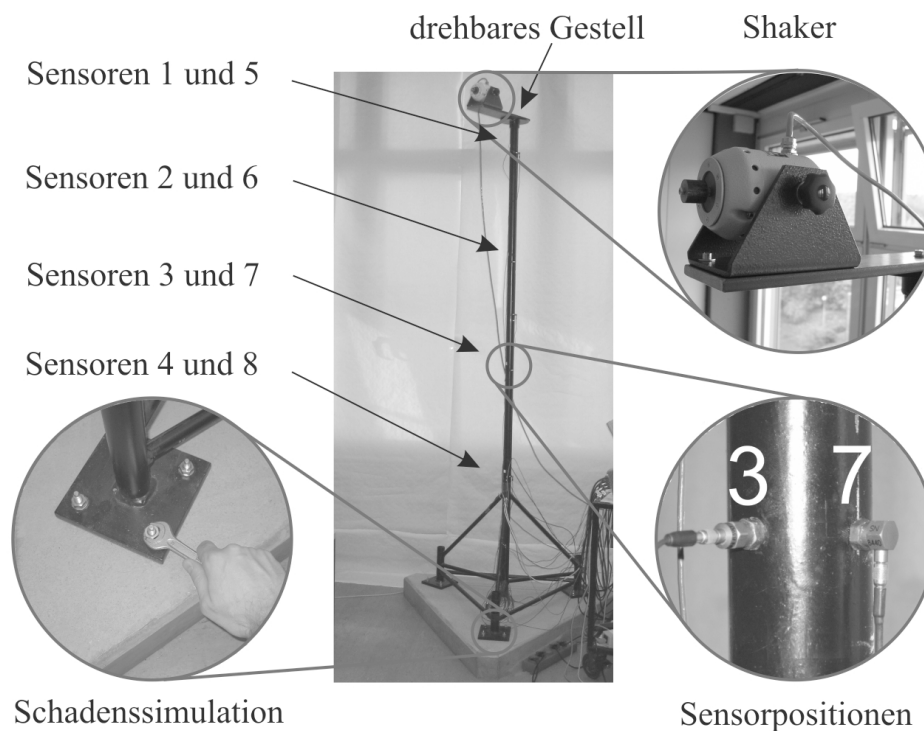 drehbares Gestell
Shaker
Sensoren 1 und 5
Sensoren 2 und 6
Sensoren 3 und 7
Sensoren 4 und 8
3
7
Schadenssimulation
Sensorpositionen